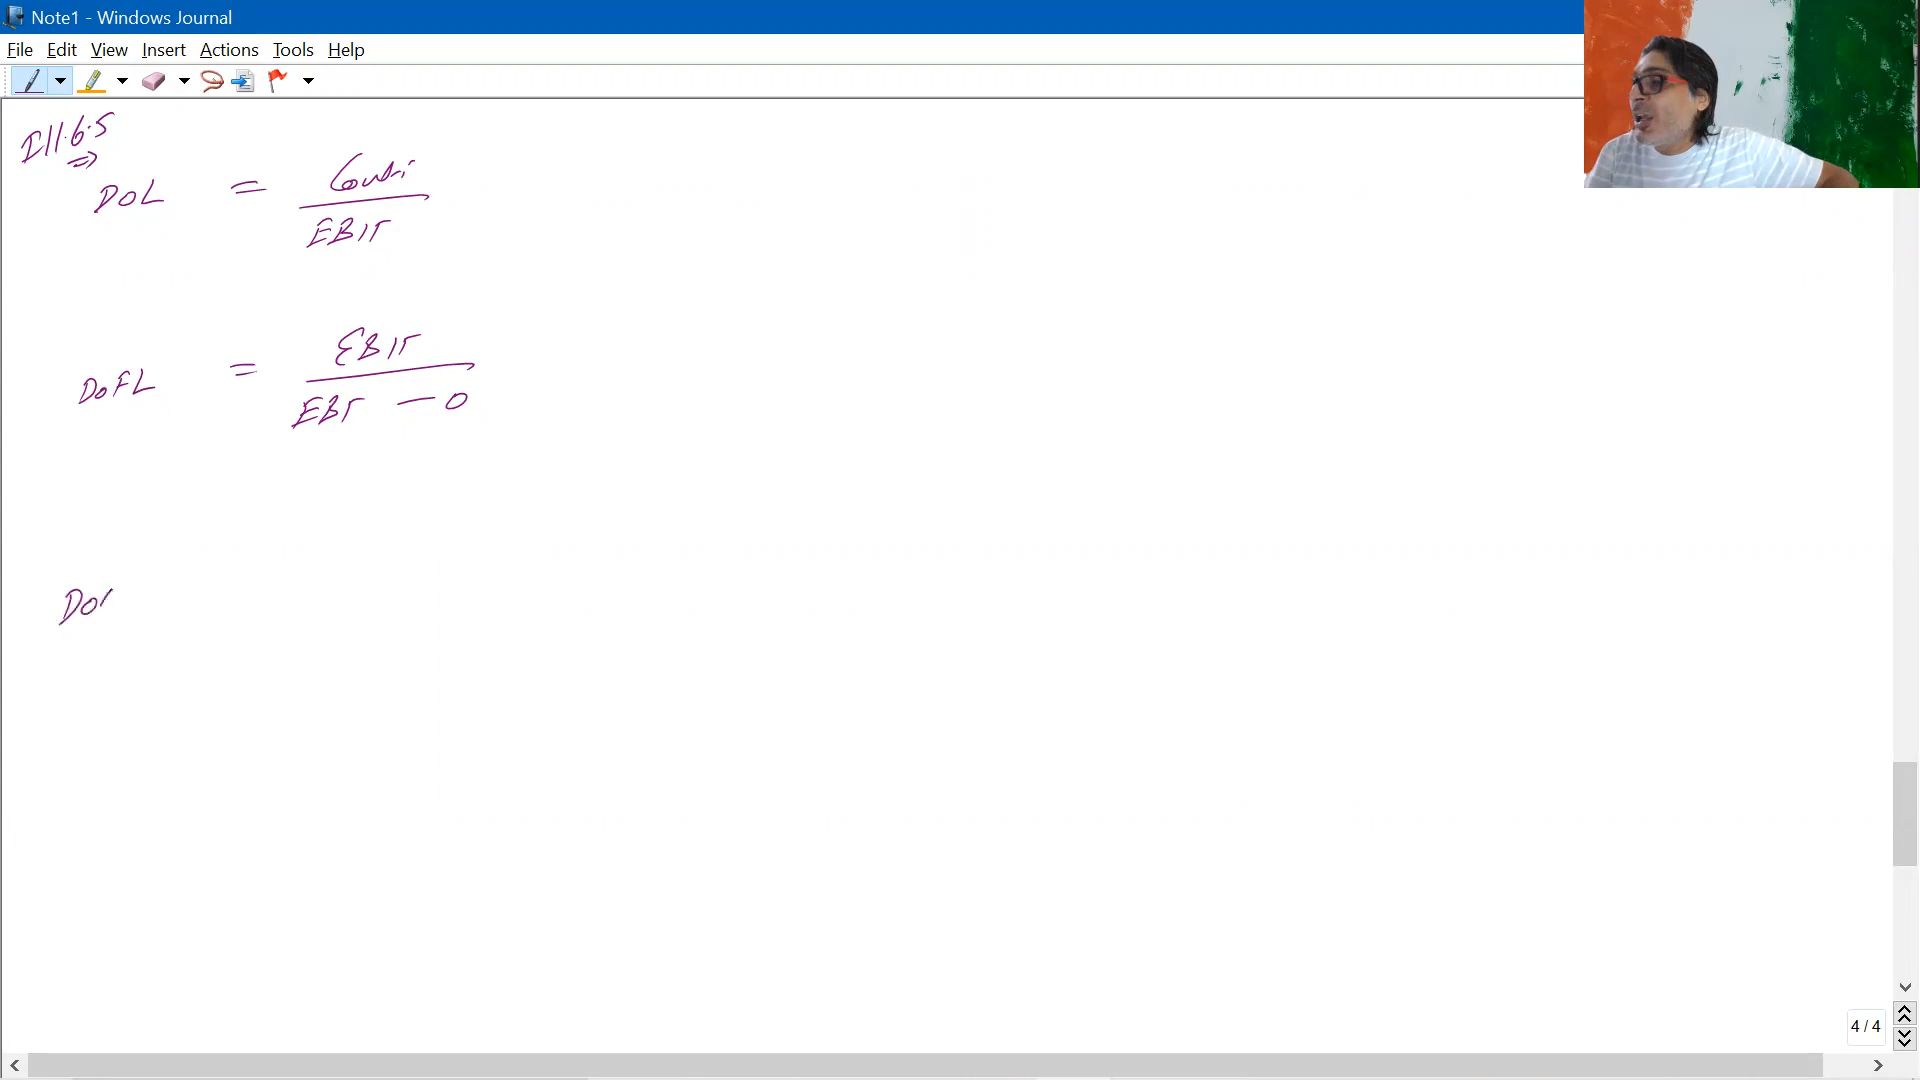 Note1 - Windows Journal
File Edit View Insert Actions Tools Help
Ill.6.5
⇒
DOL = Contri
EBIT
DoFL = EBIT
EBT - 0
4 / 4